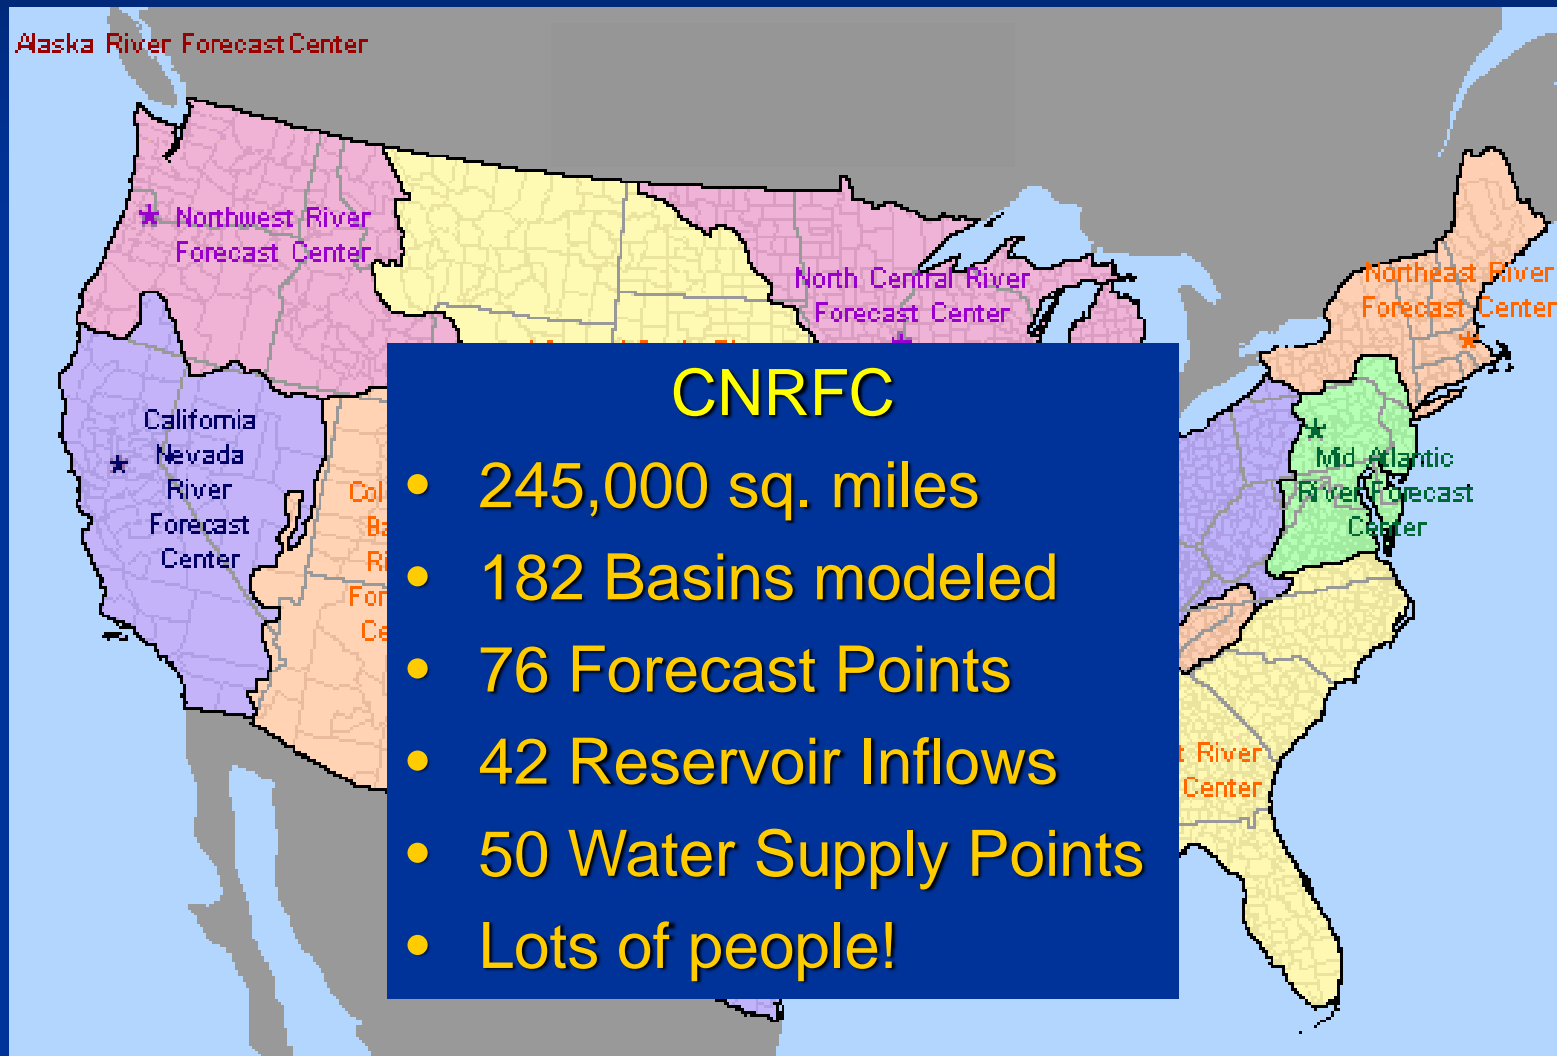 Alaska River Forecast Center
Northwest River
Forecast Center
North Central River
Forecast Center
Northeast River
Forecast Center
California
Nevada
River
Forecast
Center
Mid Atlantic
River Forecast
Center
River
Center
CNRFC
• 245,000 sq. miles
• 182 Basins modeled
• 76 Forecast Points
• 42 Reservoir Inflows
• 50 Water Supply Points
• Lots of people!